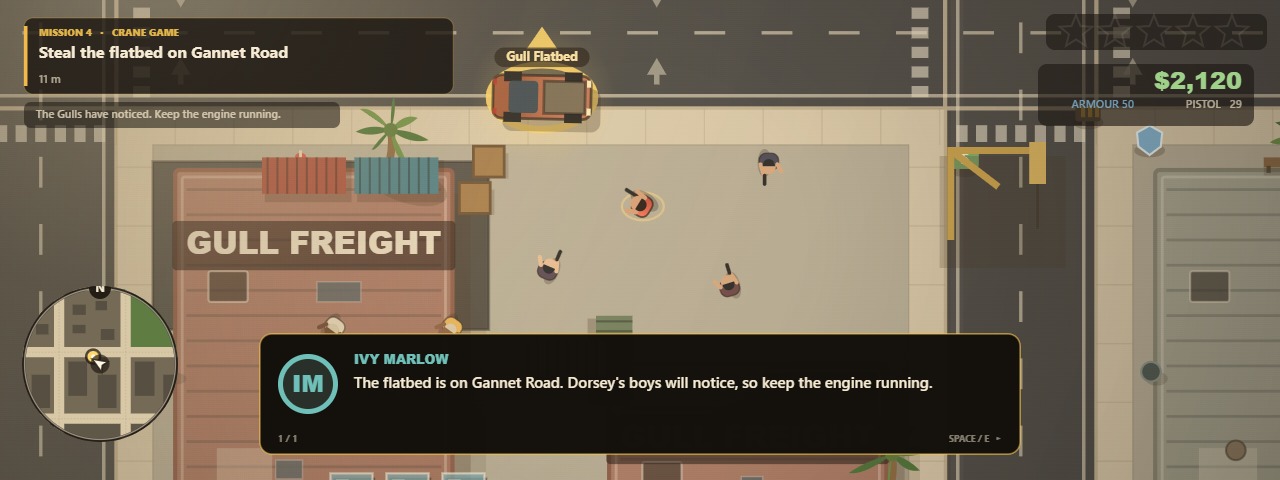 MISSION 4 · CRANE GAME
Steal the flatbed on Gannet Road
11 m
The Gulls have noticed. Keep the engine running.
Gull Flatbed
$2,120
ARMOUR 50 PISTOL 29
GULL FREIGHT
N
IM
IVY MARLOW
The flatbed is on Gannet Road. Dorsey's boys will notice, so keep the engine running.
1 / 1
SPACE / E ▸